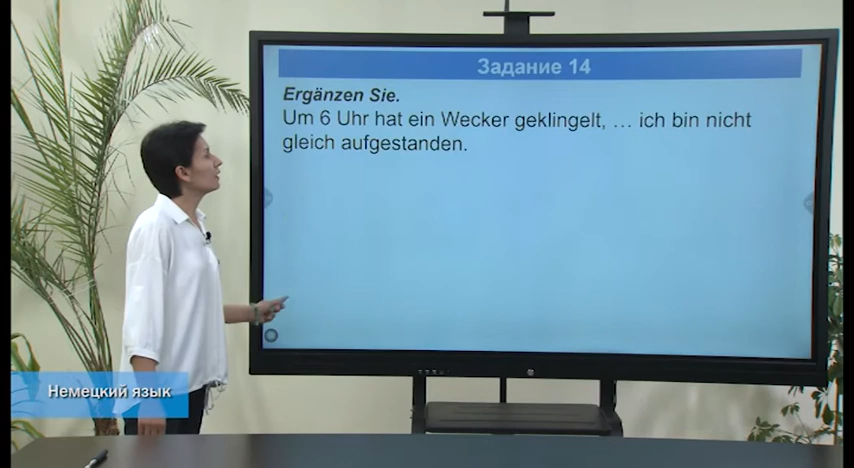 Задание 14
Ergänzen Sie.
Um 6 Uhr hat ein Wecker geklingelt, … ich bin nicht
gleich aufgestanden.
Немецкий язык